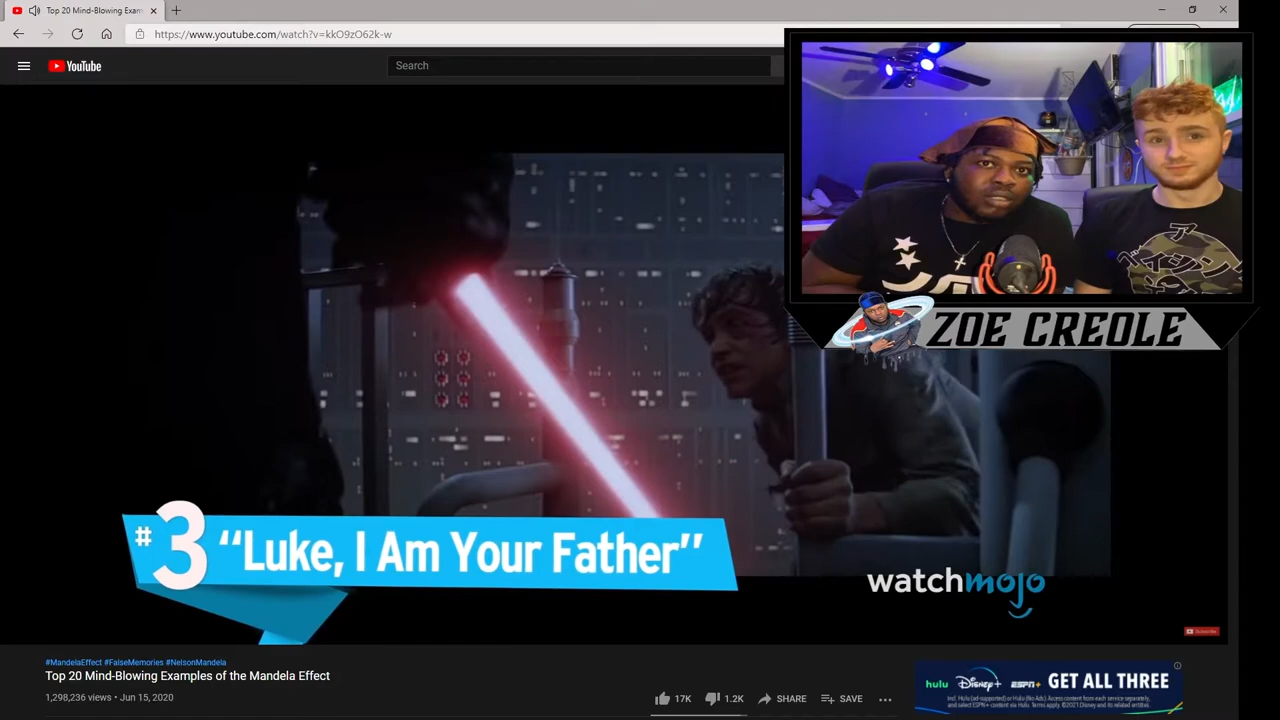 Top 20 Mind-Blowing Exam
https://www.youtube.com/watch?v=kkO9zO62k-w
YouTube
Search
ZOE CREOLE
#3 “Luke, I Am Your Father”
watchmojo
Subscribe
#MandelaEffect #FalseMemories #NelsonMandela
Top 20 Mind-Blowing Examples of the Mandela Effect
1,298,236 views • Jun 15, 2020
17K
1.2K
SHARE
SAVE
hulu Disney+ ESPN+ GET ALL THREE